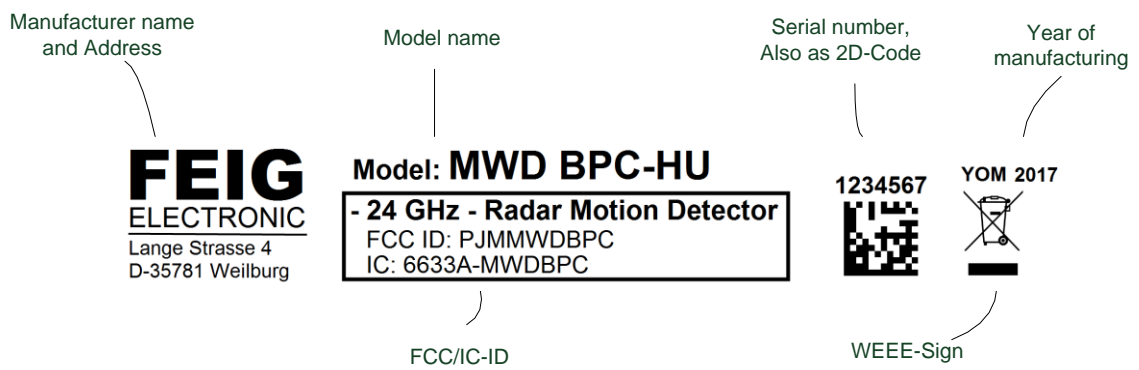 Manufacturer name
and Address
Model name
Serial number,
Also as 2D-Code
Year of
manufacturing
FEIG
ELECTRONIC
Lange Strasse 4
D-35781 Weilburg
Model: MWD BPC-HU
- 24 GHz - Radar Motion Detector
FCC ID: PJMMWDBPC
IC: 6633A-MWDBPC
1234567
YOM 2017
FCC/IC-ID
WEEE-Sign